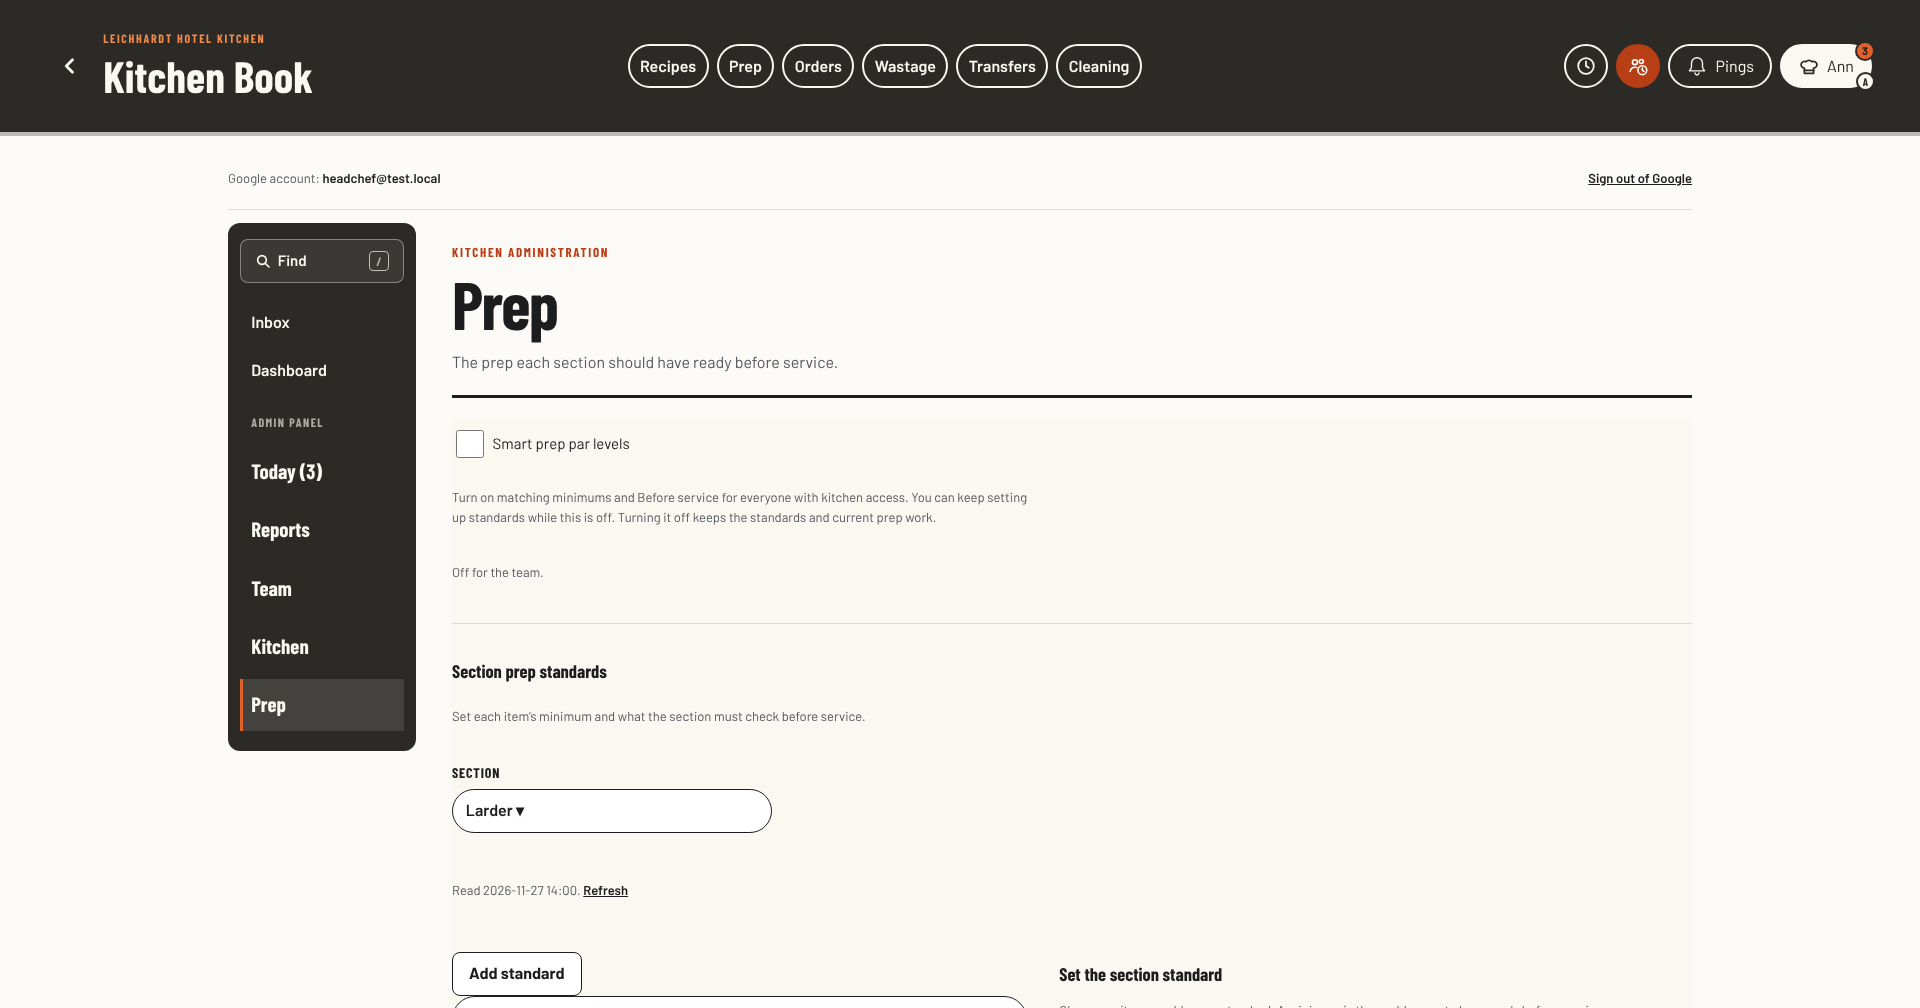 LEICHHARDT HOTEL KITCHEN
Kitchen Book
Recipes
Prep
Orders
Wastage
Transfers
Cleaning
Pings
Ann
3
A
Google account: headchef@test.local
Sign out of Google
Find
/
Inbox
Dashboard
ADMIN PANEL
Today (3)
Reports
Team
Kitchen
Prep
KITCHEN ADMINISTRATION
Prep
The prep each section should have ready before service.
Smart prep par levels
Turn on matching minimums and Before service for everyone with kitchen access. You can keep setting
up standards while this is off. Turning it off keeps the standards and current prep work.
Off for the team.
Section prep standards
Set each item’s minimum and what the section must check before service.
SECTION
Larder ▾
Read 2026-11-27 14:00. Refresh
Add standard
Set the section standard